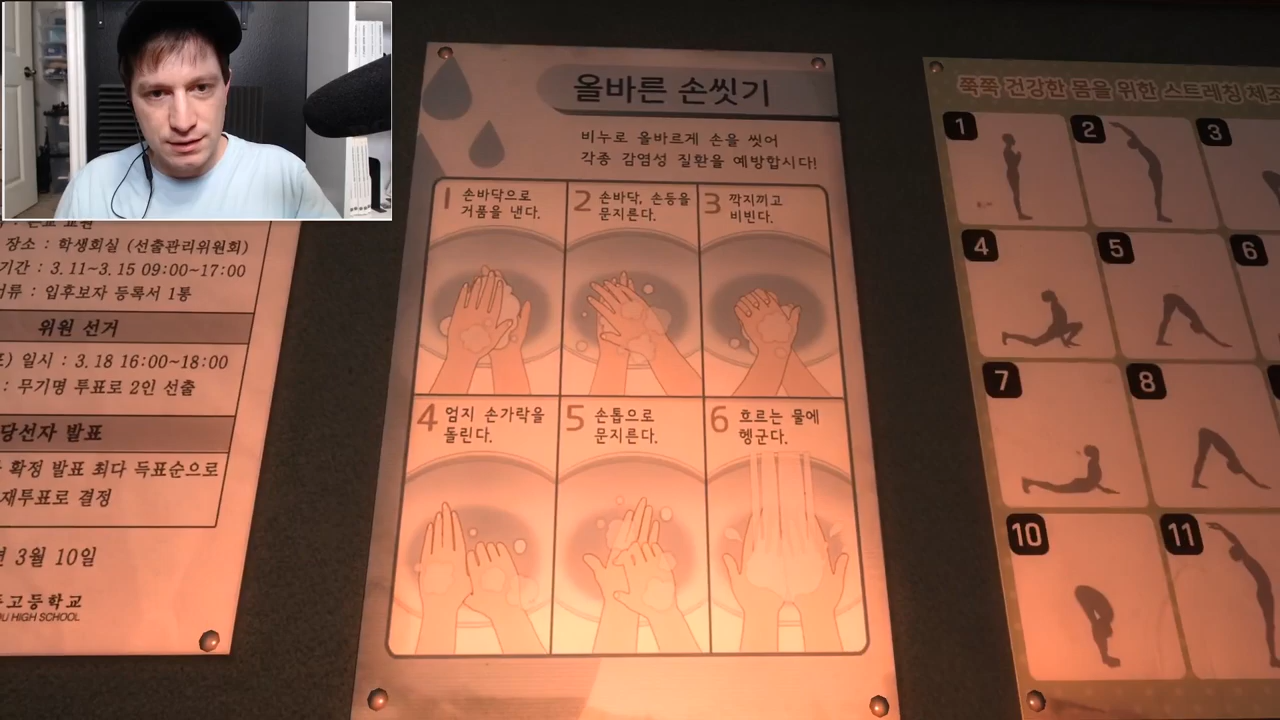 장소 : 학생회실 (선출관리위원회)
기간 : 3.11~3.15 09:00~17:00
입후보자 등록서 1통
위원 선거
일시 : 3.18 16:00~18:00
: 무기명 투표로 2인 선출
당선자 발표
확정 발표 최다 득표순으로
재투표로 결정
3월 10일
고등학교
HIGH SCHOOL
올바른 손씻기
비누로 올바르게 손을 씻어
각종 감염성 질환을 예방합시다!
1 손바닥으로
거품을 낸다.
2 손바닥, 손등을
문지른다.
3 깍지끼고
비빈다.
4 엄지 손가락을
돌린다.
5 손톱으로
문지른다.
6 흐르는 물에
헹군다.
쭉쭉 건강한 몸을 위한 스트레칭 체조
1
2
3
4
5
6
7
8
10
11